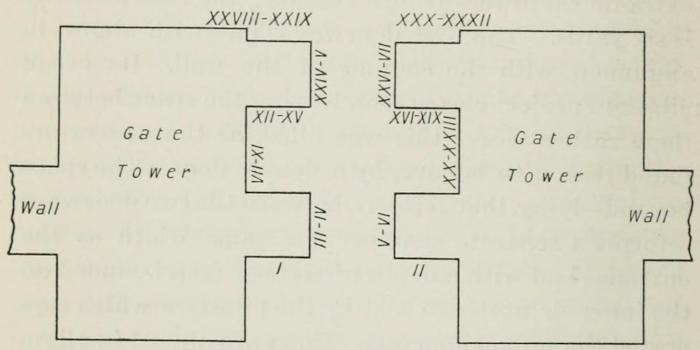 XXVIII-XXIX
XXX-XXXII
XXIV-V
XXVI-VII
XII-XV
XVI-XIX
Gate
Tower
VII-XI
XX-XXIII
Gate
Tower
Wall
III-IV
V-VI
Wall
I
II